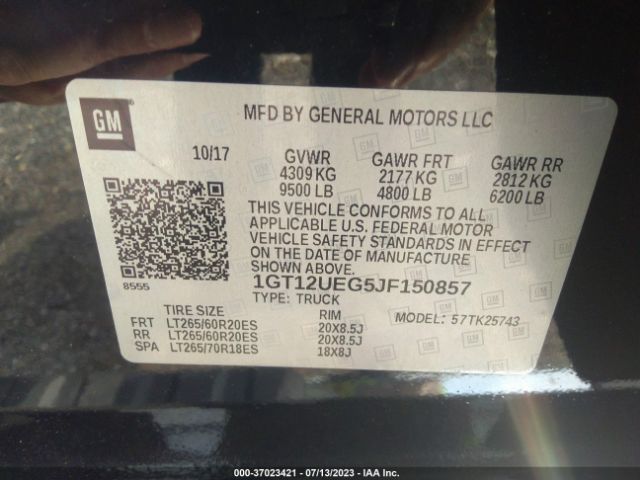 GM
MFD BY GENERAL MOTORS LLC
10/17 GVWR GAWR FRT GAWR RR
4309 KG 2177 KG 2812 KG
9500 LB 4800 LB 6200 LB
THIS VEHICLE CONFORMS TO ALL
APPLICABLE U.S. FEDERAL MOTOR
VEHICLE SAFETY STANDARDS IN EFFECT
ON THE DATE OF MANUFACTURE
SHOWN ABOVE.
8555
1GT12UEG5JF150857
TYPE: TRUCK
TIRE SIZE RIM MODEL: 57TK25743
FRT LT265/60R20ES 20X8.5J
RR LT265/60R20ES 20X8.5J
SPA LT265/70R18ES 18X8J
000-37023421 - 07/13/2023 - IAA Inc.